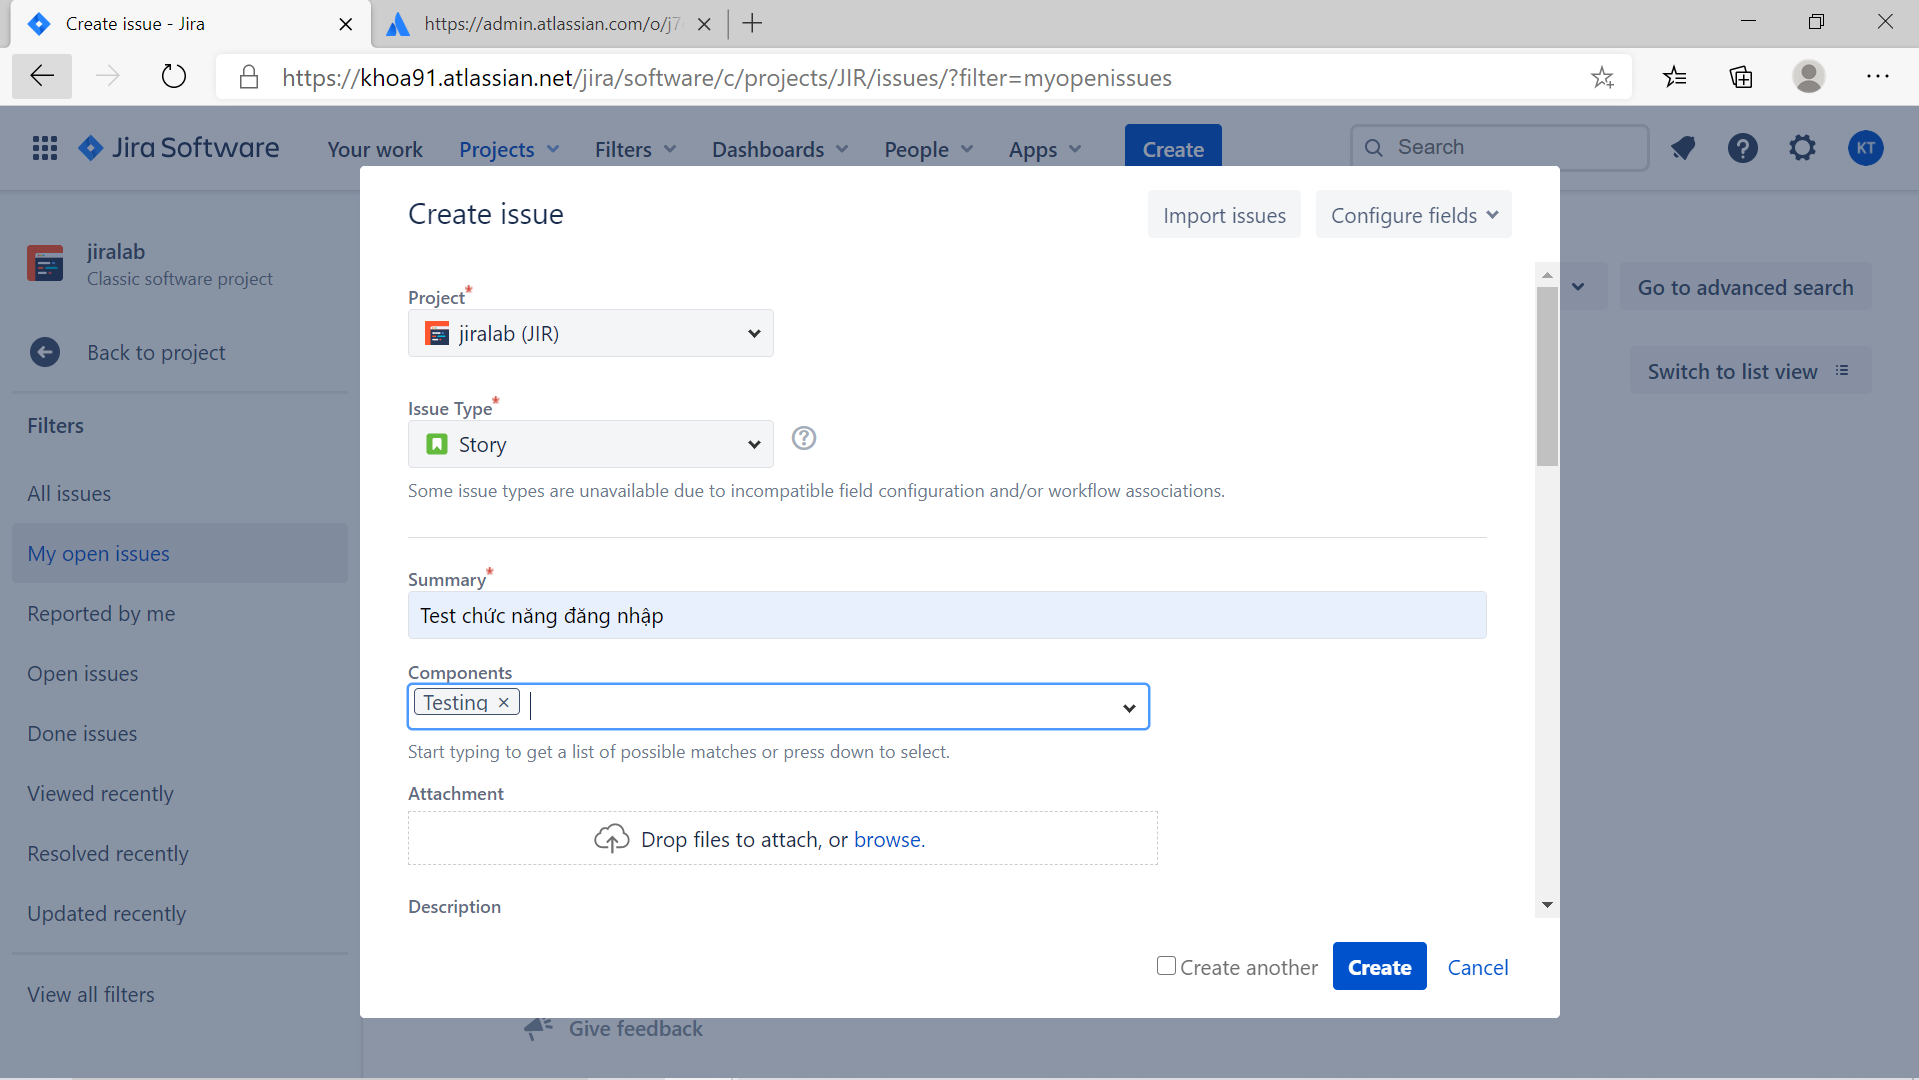 Create issue - Jira
https://admin.atlassian.com/o/j7
https://khoa91.atlassian.net/jira/software/c/projects/JIR/issues/?filter=myopenissues
Jira Software
Your work
Projects
Filters
Dashboards
People
Apps
Create
Search
KT
jiralab
Classic software project
Back to project
Filters
All issues
My open issues
Reported by me
Open issues
Done issues
Viewed recently
Resolved recently
Updated recently
View all filters
Create issue
Import issues
Configure fields
Project*
jiralab (JIR)
Issue Type*
Story
Some issue types are unavailable due to incompatible field configuration and/or workflow associations.
Summary*
Test chức năng đăng nhập
Components
Testing
Start typing to get a list of possible matches or press down to select.
Attachment
Drop files to attach, or browse.
Description
Create another
Create
Cancel
Go to advanced search
Switch to list view
Give feedback